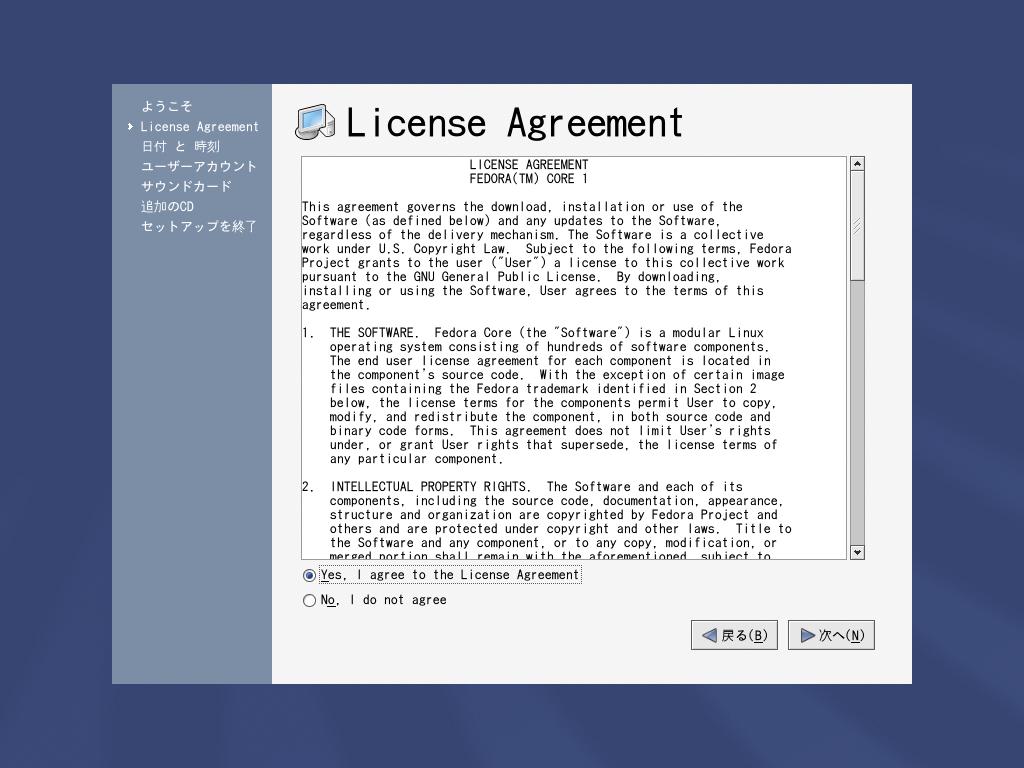 ようこそ
License Agreement
日付 と 時刻
ユーザーアカウント
サウンドカード
追加のCD
セットアップを終了
License Agreement
LICENSE AGREEMENT
FEDORA(TM) CORE 1
This agreement governs the download, installation or use of the
Software (as defined below) and any updates to the Software,
regardless of the delivery mechanism. The Software is a collective
work under U.S. Copyright Law.  Subject to the following terms, Fedora
Project grants to the user ("User") a license to this collective work
pursuant to the GNU General Public License.  By downloading,
installing or using the Software, User agrees to the terms of this
agreement.
1.  THE SOFTWARE.  Fedora Core (the "Software") is a modular Linux
operating system consisting of hundreds of software components.
The end user license agreement for each component is located in
the component's source code.  With the exception of certain image
files containing the Fedora trademark identified in Section 2
below, the license terms for the components permit User to copy,
modify, and redistribute the component, in both source code and
binary code forms.  This agreement does not limit User's rights
under, or grant User rights that supersede, the license terms of
any particular component.
2.  INTELLECTUAL PROPERTY RIGHTS.  The Software and each of its
components, including the source code, documentation, appearance,
structure and organization are copyrighted by Fedora Project and
others and are protected under copyright and other laws.  Title to
the Software and any component, or to any copy, modification, or
merged portion shall remain with the aforementioned, subject to
Yes, I agree to the License Agreement
No, I do not agree
戻る(B)
次へ(N)